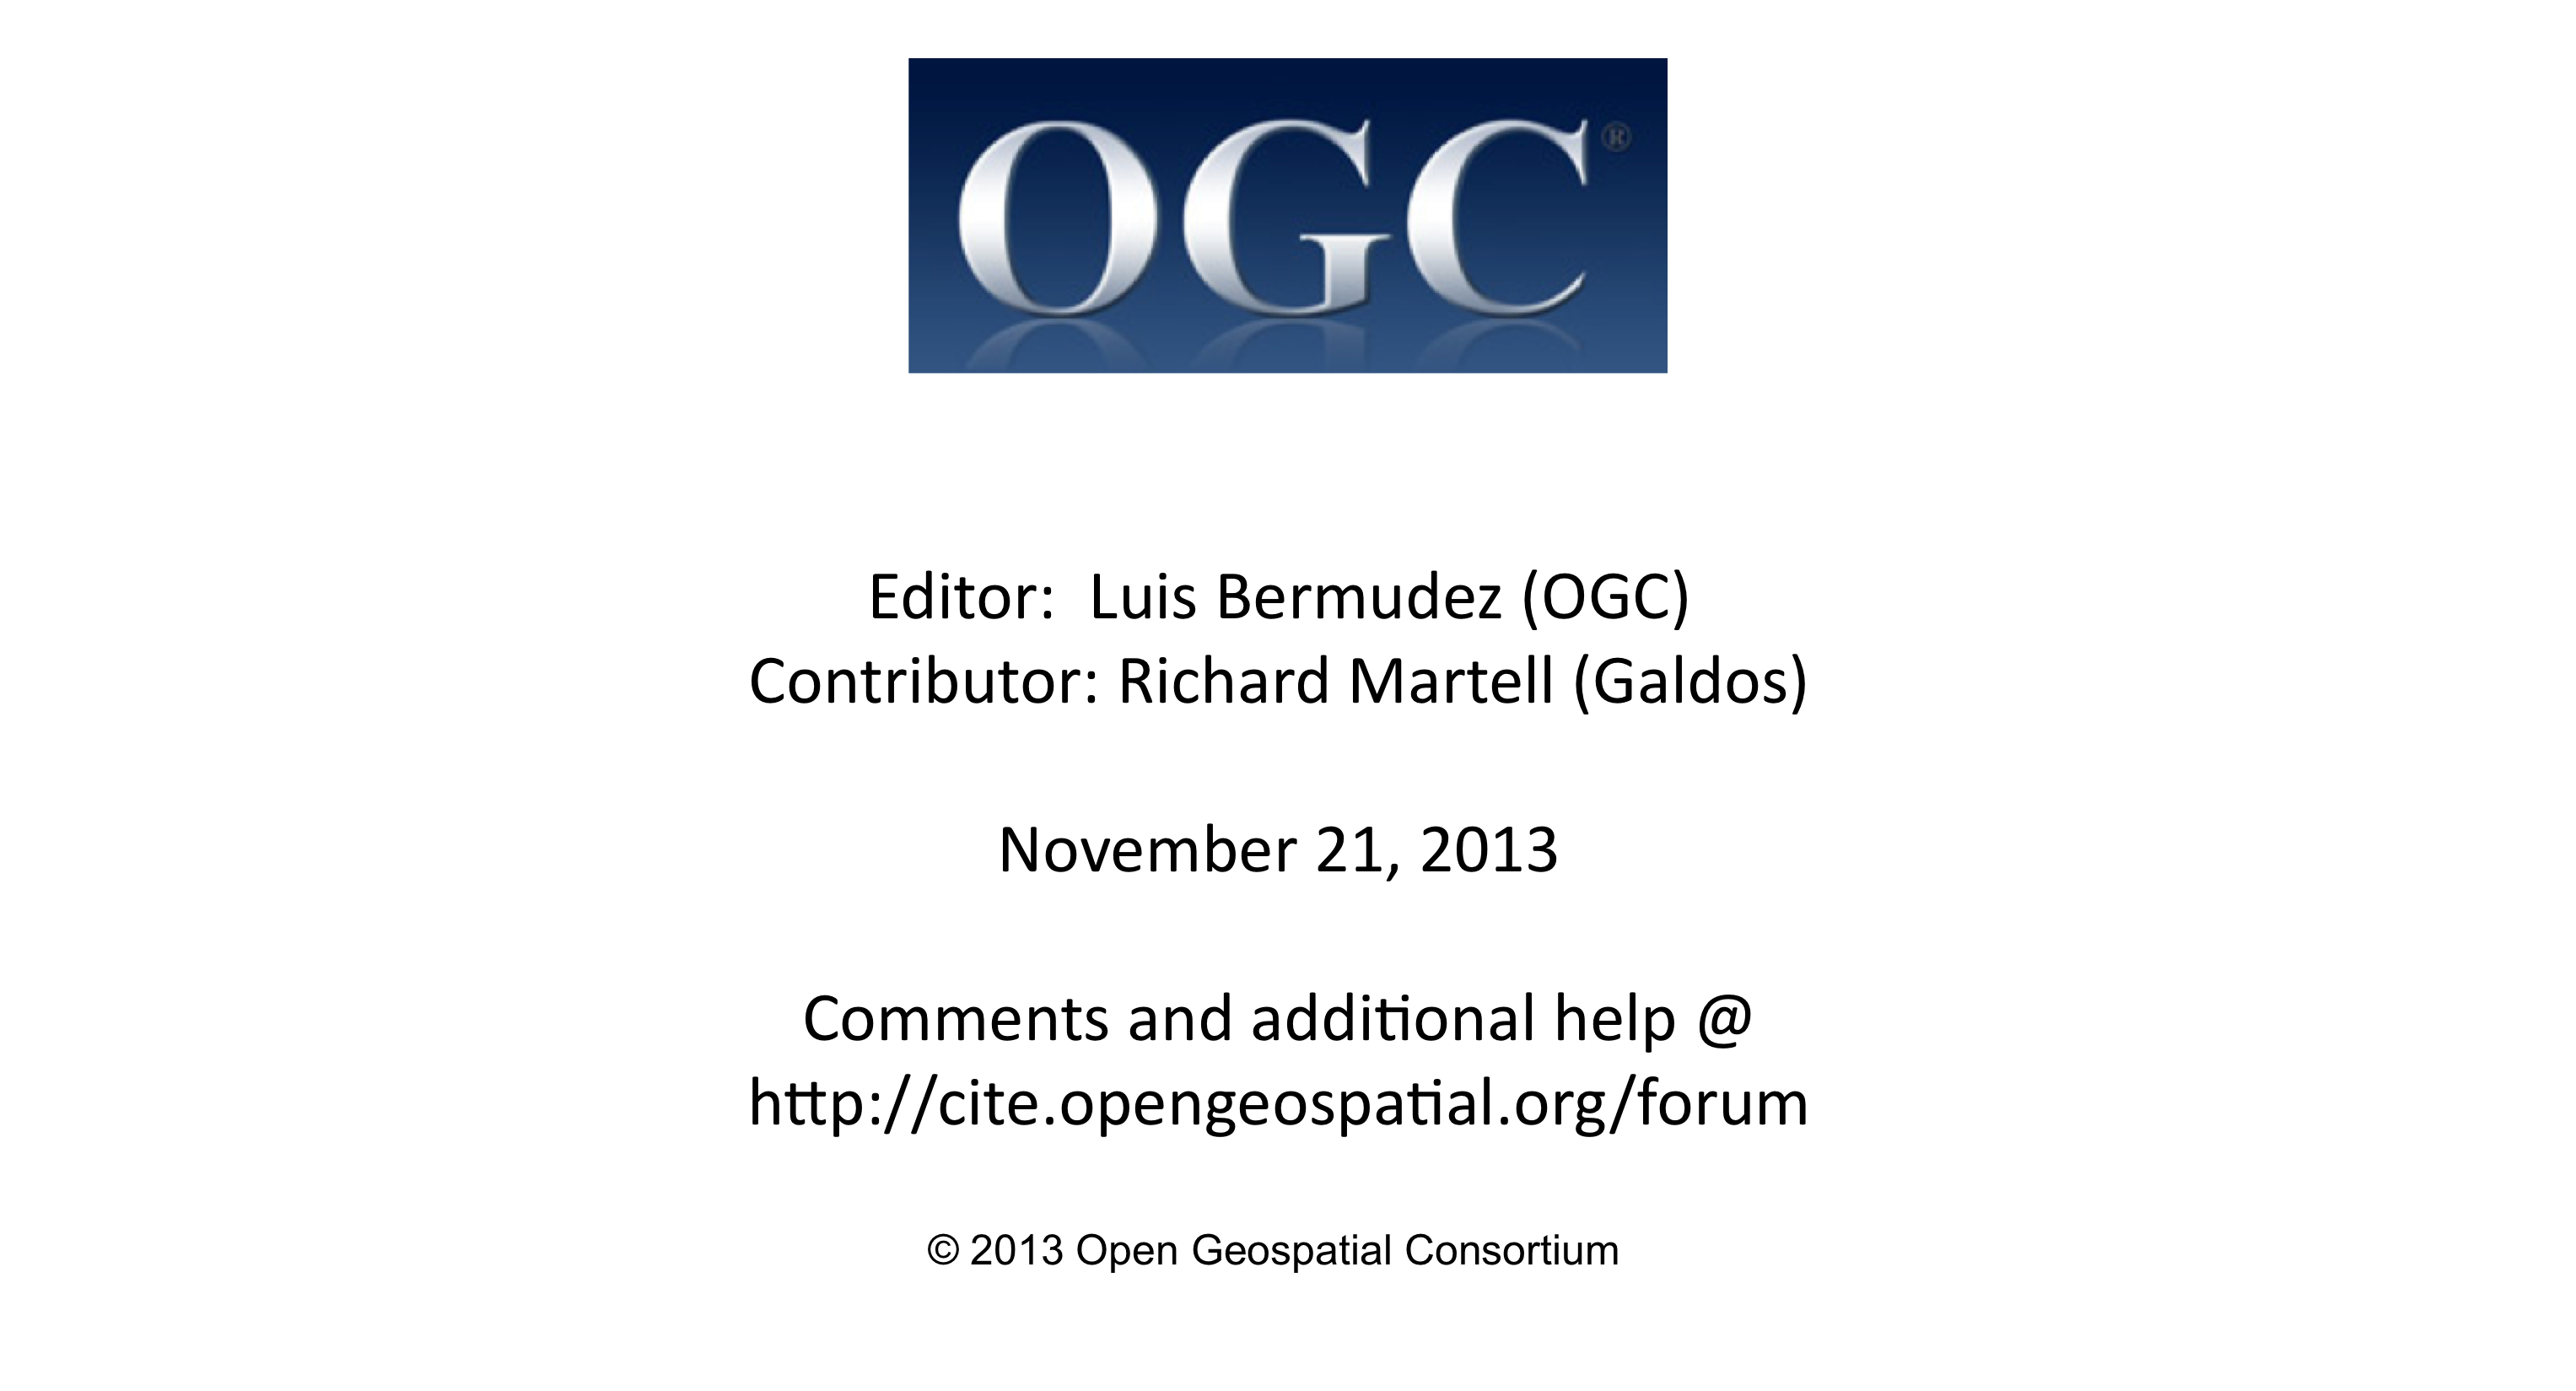 OGC®
Editor:  Luis Bermudez (OGC)
Contributor: Richard Martell (Galdos)
November 21, 2013
Comments and additional help @
http://cite.opengeospatial.org/forum
© 2013 Open Geospatial Consortium